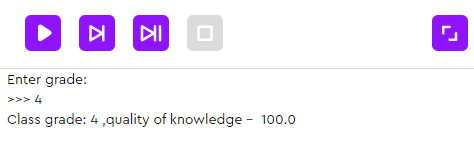 Enter grade:
>>> 4
Class grade: 4 ,quality of knowledge - 100.0